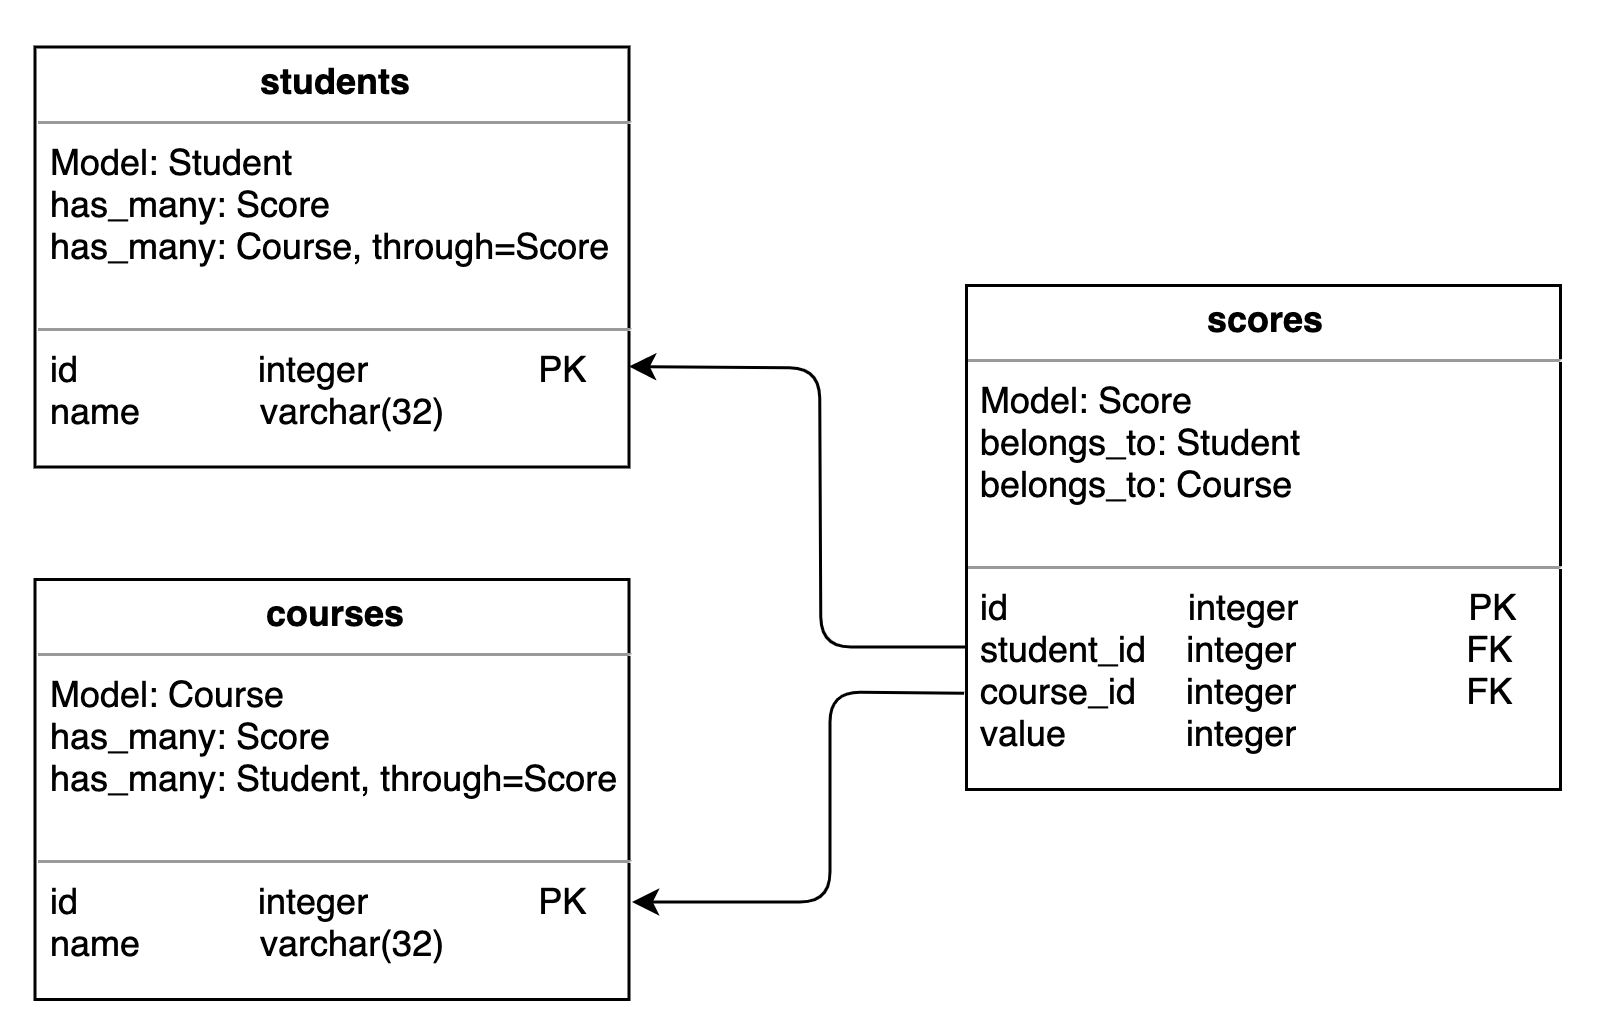 students
Model: Student
has_many: Score
has_many: Course, through=Score
id integer PK
name varchar(32)
courses
Model: Course
has_many: Score
has_many: Student, through=Score
id integer PK
name varchar(32)
scores
Model: Score
belongs_to: Student
belongs_to: Course
id integer PK
student_id integer FK
course_id integer FK
value integer